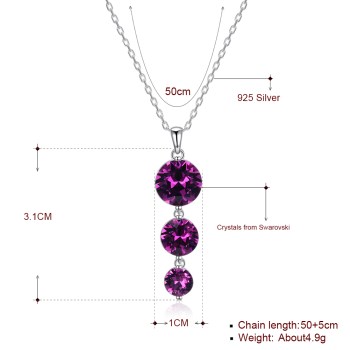 50cm
925 Silver
3.1CM
Crystals from Swarovski
1CM
• Chain length:50+5cm
• Weight: About4.9g